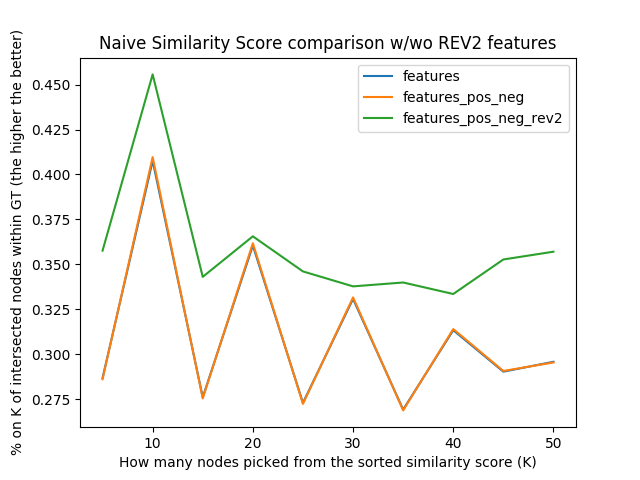 Naive Similarity Score comparison w/wo REV2 features
% on K of intersected nodes within GT (the higher the better)
0.450
0.425
0.400
0.375
0.350
0.325
0.300
0.275
features
features_pos_neg
features_pos_neg_rev2
10 20 30 40 50
How many nodes picked from the sorted similarity score (K)